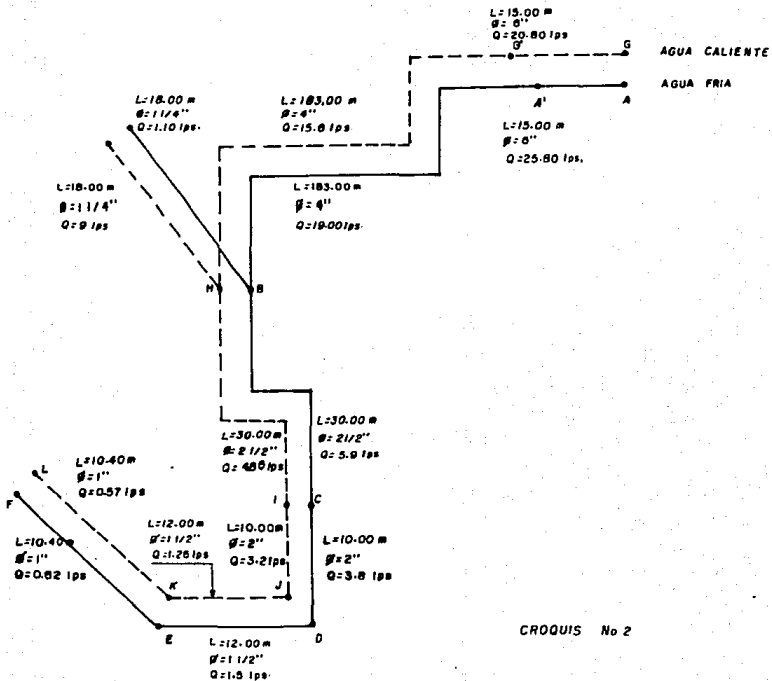 L=15.00 m
Ø= 6"
Q=20.80 lps
G'
G
AGUA CALIENTE
A'
A
AGUA FRIA
L=15.00 m
Ø= 6"
Q=25.80 lps.
L=18.00 m
Ø=1 1/4"
Q=1.10 lps.
L=183,00 m
Ø=4"
Q=15.6 lps.
L=18.00 m
Ø=1 1/4"
Q=9 lps
L=183.00 m
Ø= 4"
Q=19.00 lps.
H
B
L=30.00 m
Ø=2 1/2"
Q=5.9 lps
L=30.00 m
Ø=2 1/2"
Q= 486 lps
L
L=10.40 m
Ø=1"
Q=0.57 lps
F
I
C
L=12.00 m
Ø=1 1/2"
Q=1.26 lps
L=10.00 m
Ø=2"
Q=3.2 lps
L=10.00 m
Ø=2"
Q=3.8 lps
L=10.40
Ø=1"
Q=0.62 lps
K
J
E
D
L=12.00 m
Ø=1 1/2"
Q=1.5 lps
CROQUIS No 2